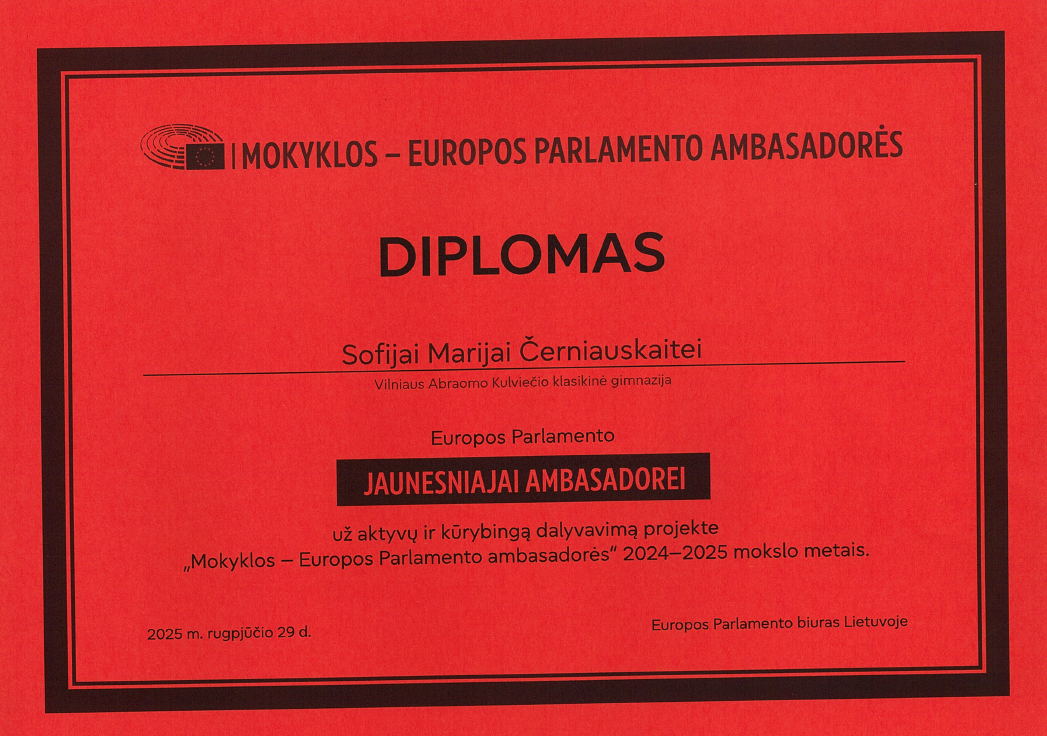 MOKYKLOS – EUROPOS PARLAMENTO AMBASADORĖS
DIPLOMAS
Sofijai Marijai Černiauskaitei
Vilniaus Abraomo Kulviečio klasikinė gimnazija
Europos Parlamento
JAUNESNIAJAI AMBASADOREI
už aktyvų ir kūrybingą dalyvavimą projekte
„Mokyklos – Europos Parlamento ambasadorės“ 2024–2025 mokslo metais.
2025 m. rugpjūčio 29 d.
Europos Parlamento biuras Lietuvoje